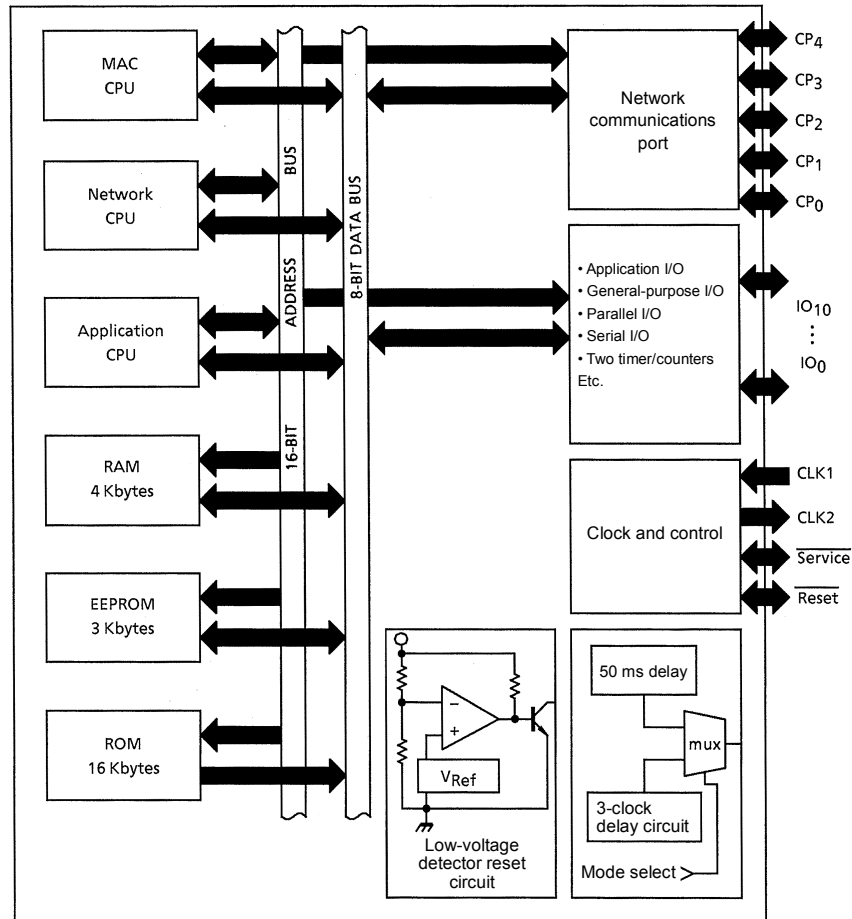 MAC
CPU
Network
CPU
Application
CPU
RAM
4 Kbytes
EEPROM
3 Kbytes
ROM
16 Kbytes
16-BIT ADDRESS BUS
8-BIT DATA BUS
Network
communications
port
CP4
CP3
CP2
CP1
CP0
• Application I/O
• General-purpose I/O
• Parallel I/O
• Serial I/O
• Two timer/counters
Etc.
IO10
⋮
IO0
Clock and control
CLK1
CLK2
Service
Reset
−
+
VRef
Low-voltage
detector reset
circuit
50 ms delay
mux
3-clock
delay circuit
Mode select